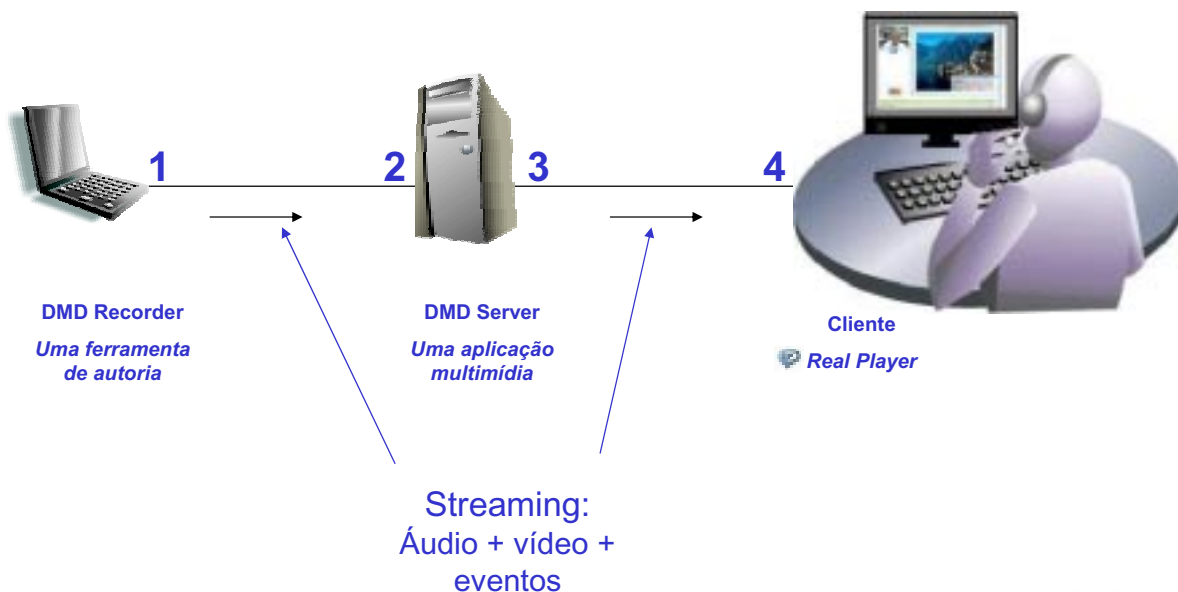 1
2
3
4
DMD Recorder
Uma ferramenta
de autoria
DMD Server
Uma aplicação
multimídia
Cliente
Real Player
Streaming:
Áudio + vídeo +
eventos